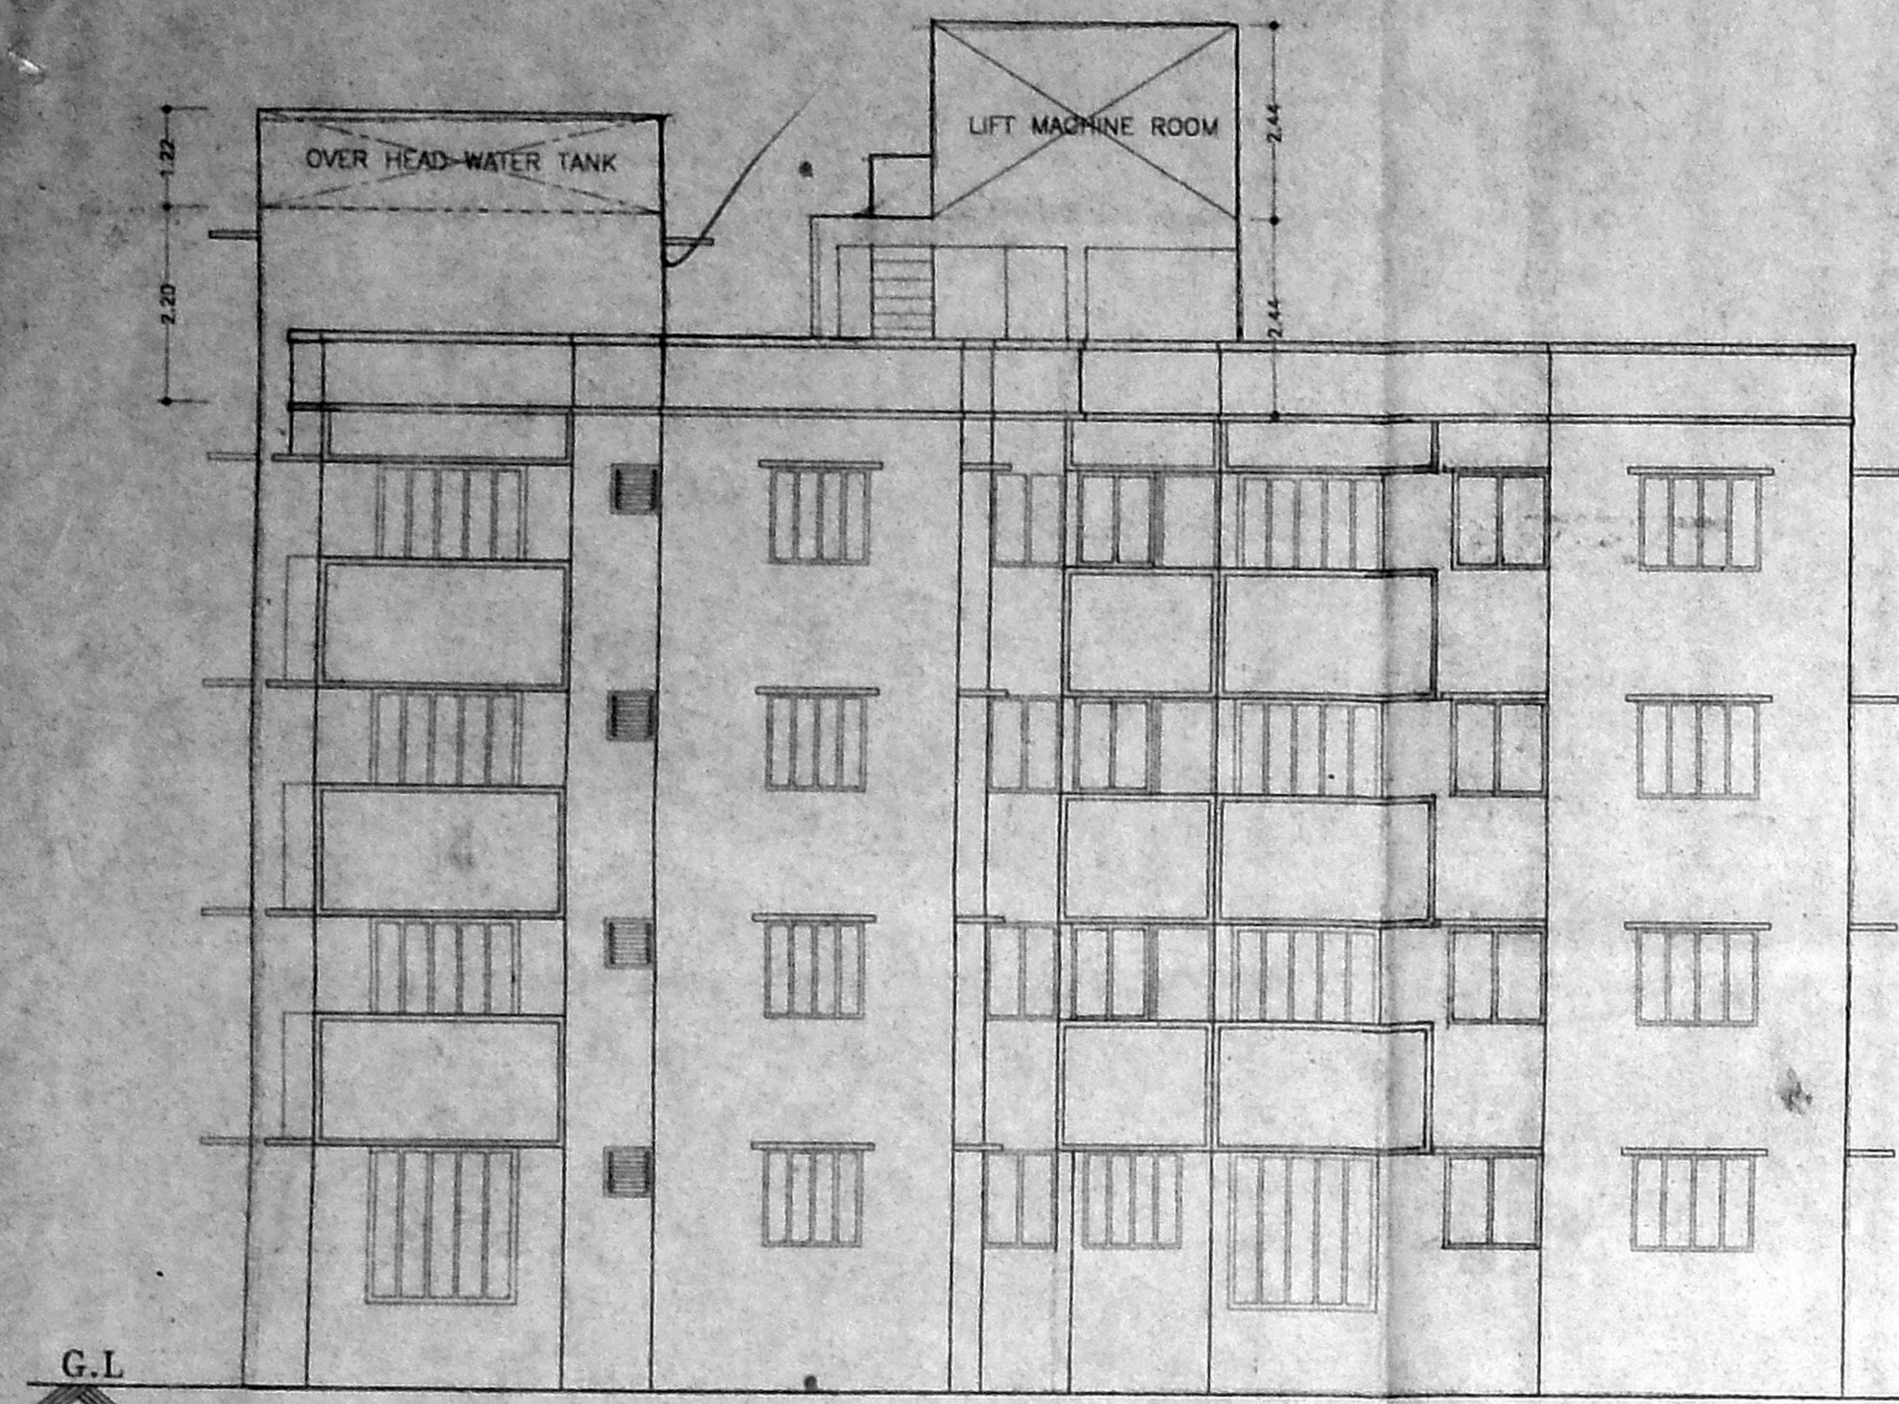 LIFT MACHINE ROOM
2.44
OVER HEAD WATER TANK
1.22
2.20
2.44
G.L